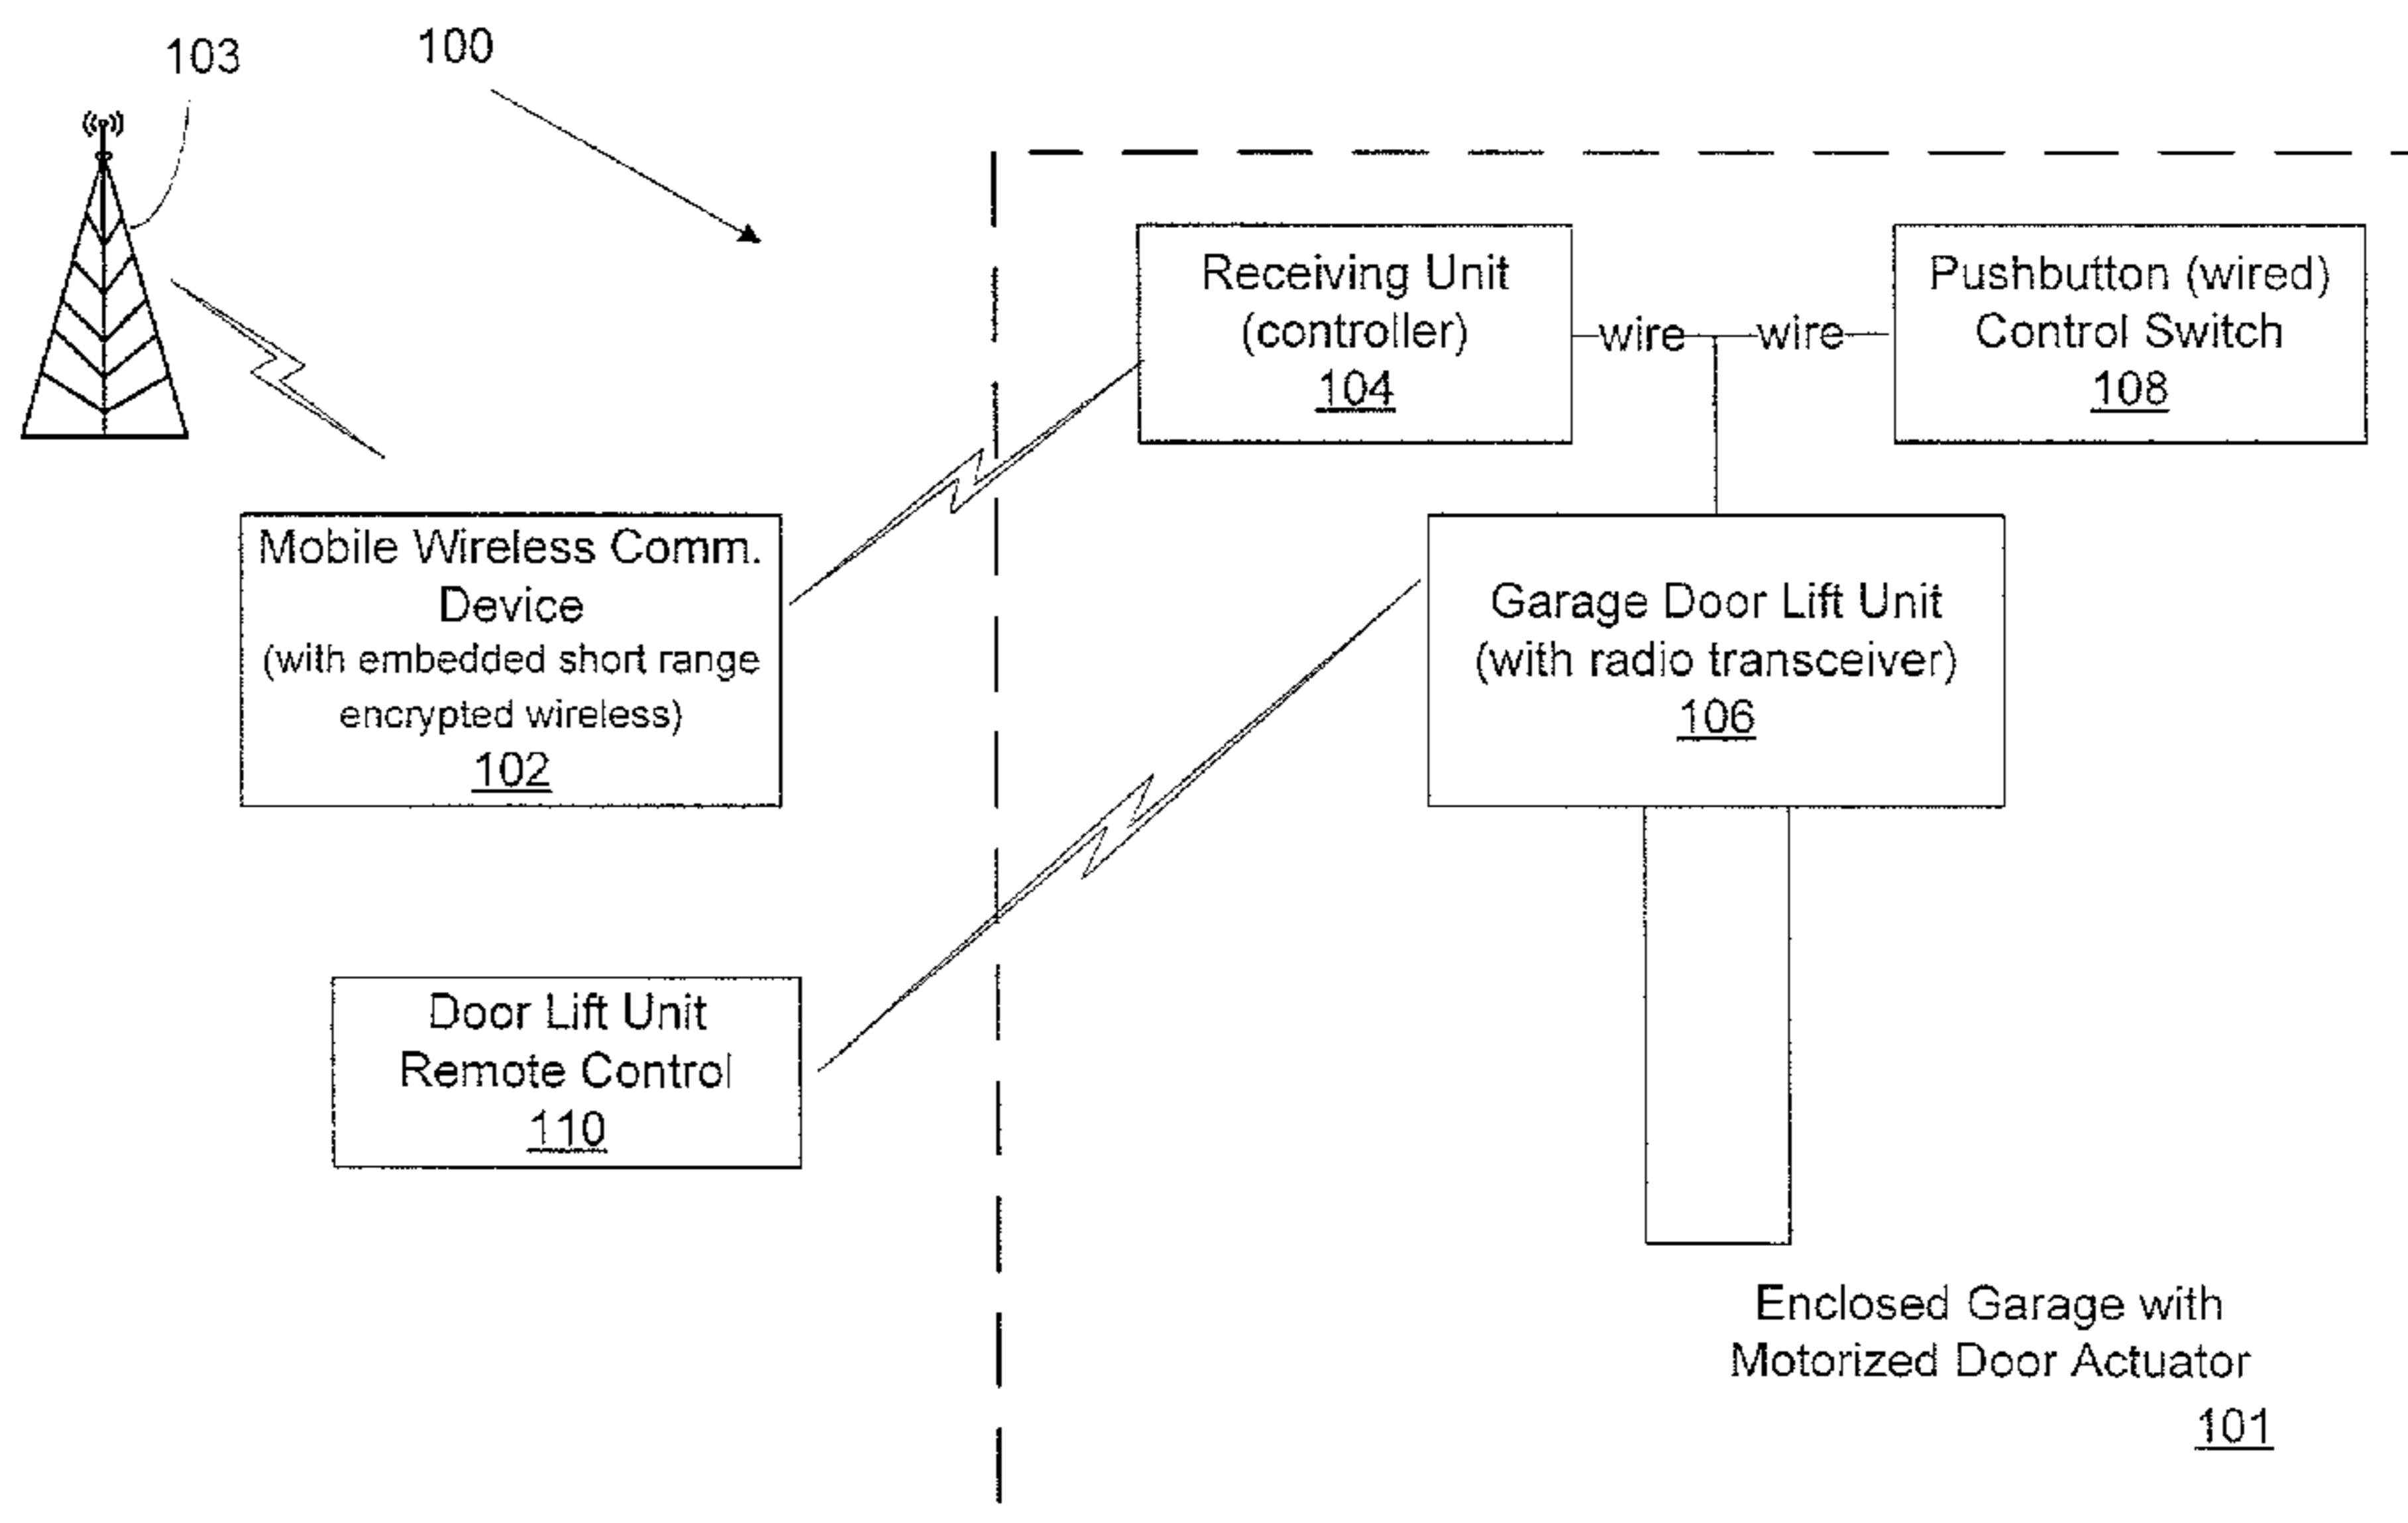 103
100
Receiving Unit
(controller)
104
wire
wire
Pushbutton (wired)
Control Switch
108
Mobile Wireless Comm.
Device
(with embedded short range
encrypted wireless)
102
Garage Door Lift Unit
(with radio transceiver)
106
Door Lift Unit
Remote Control
110
Enclosed Garage with
Motorized Door Actuator
101